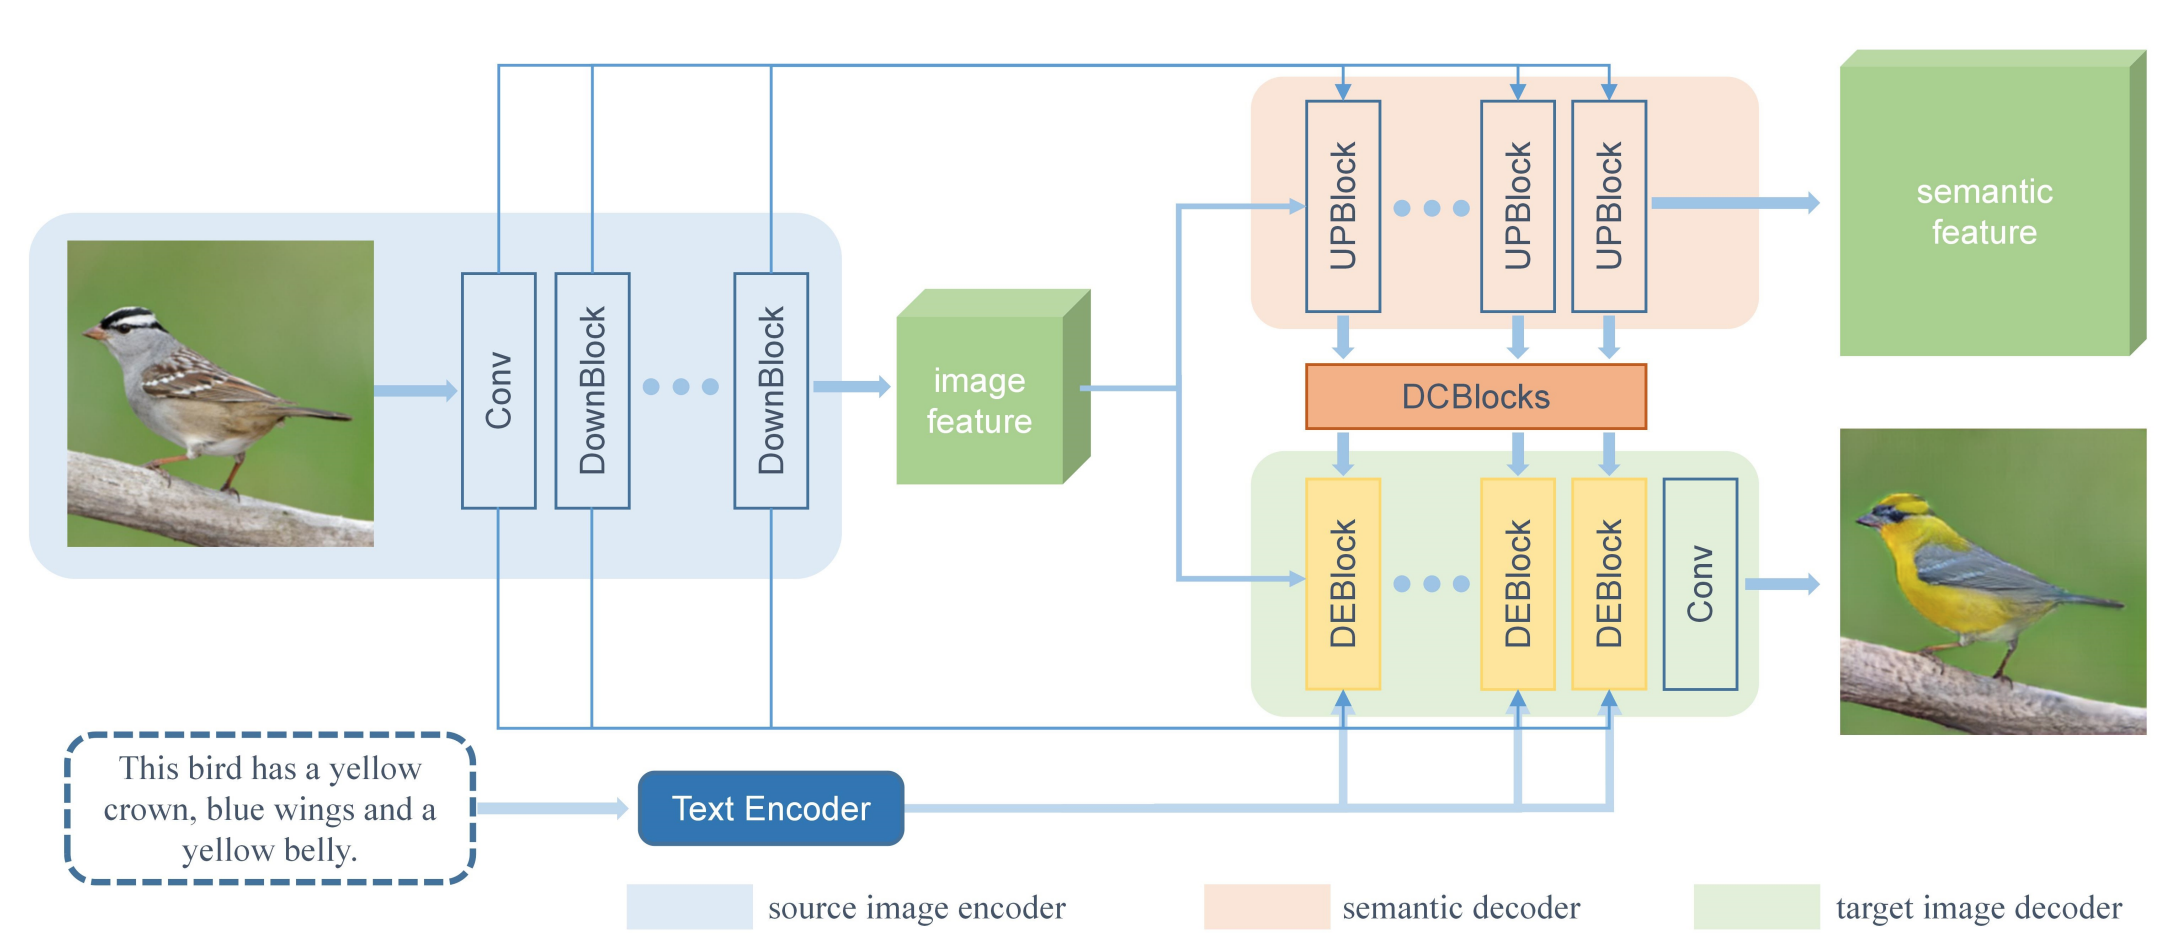 Conv
DownBlock
DownBlock
image
feature
UPBlock
UPBlock
UPBlock
semantic
feature
DCBlocks
DEBlock
DEBlock
DEBlock
Conv
This bird has a yellow
crown, blue wings and a
yellow belly.
Text Encoder
source image encoder
semantic decoder
target image decoder